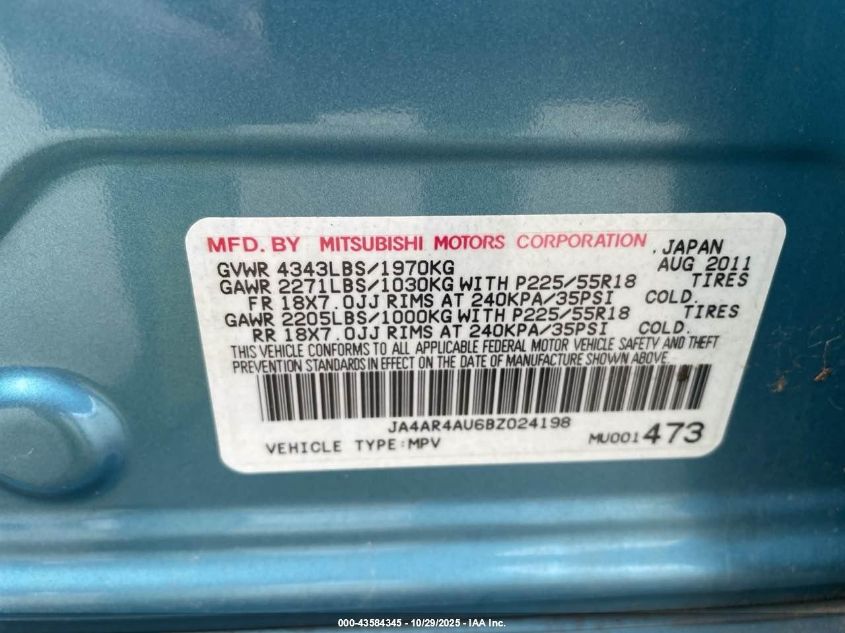 MFD. BY MITSUBISHI MOTORS CORPORATION , JAPAN
GVWR 4343LBS/1970KG AUG 2011
GAWR 2271LBS/1030KG WITH P225/55R18 TIRES
FR 18X7.0JJ RIMS AT 240KPA/35PSI COLD.
GAWR 2205LBS/1000KG WITH P225/55R18 TIRES
RR 18X7.0JJ RIMS AT 240KPA/35PSI COLD.
THIS VEHICLE CONFORMS TO ALL APPLICABLE FEDERAL MOTOR VEHICLE SAFETY AND THEFT
PREVENTION STANDARDS IN EFFECT ON THE DATE OF MANUFACTURE SHOWN ABOVE.
JA4AR4AU6BZ024198
VEHICLE TYPE:MPV MU001473
000-43584345 - 10/29/2025 - IAA Inc.